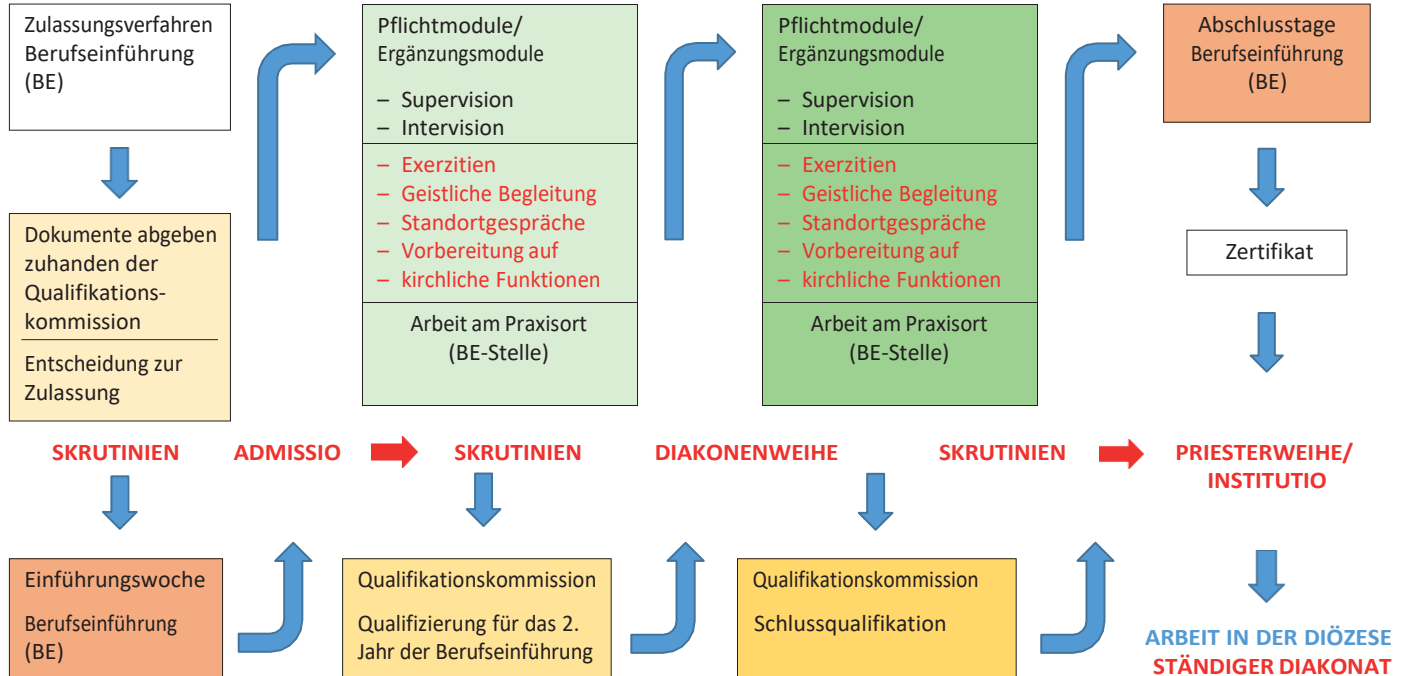 Zulassungsverfahren
Berufseinführung
(BE)
Dokumente abgeben
zuhanden der
Qualifikations-
kommission
Entscheidung zur
Zulassung
Pflichtmodule/
Ergänzungsmodule
– Supervision
– Intervision
– Exerzitien
– Geistliche Begleitung
– Standortgespräche
– Vorbereitung auf
– kirchliche Funktionen
Arbeit am Praxisort
(BE-Stelle)
Pflichtmodule/
Ergänzungsmodule
– Supervision
– Intervision
– Exerzitien
– Geistliche Begleitung
– Standortgespräche
– Vorbereitung auf
– kirchliche Funktionen
Arbeit am Praxisort
(BE-Stelle)
Abschlusstage
Berufseinführung
(BE)
Zertifikat
SKRUTINIEN ADMISSIO SKRUTINIEN DIAKONENWEIHE SKRUTINIEN PRIESTERWEIHE/
INSTITUTIO
Einführungswoche
Berufseinführung
(BE)
Qualifikationskommission
Qualifizierung für das 2.
Jahr der Berufseinführung
Qualifikationskommission
Schlussqualifikation
ARBEIT IN DER DIÖZESE
STÄNDIGER DIAKONAT